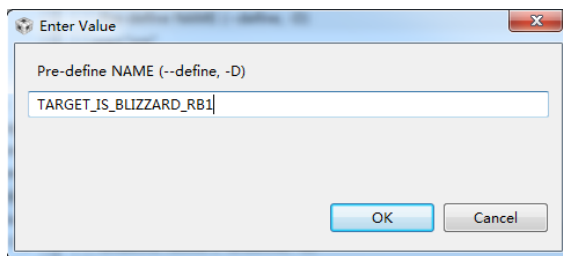 Enter Value
Pre-define NAME (--define, -D)
TARGET_IS_BLIZZARD_RB1
OK
Cancel